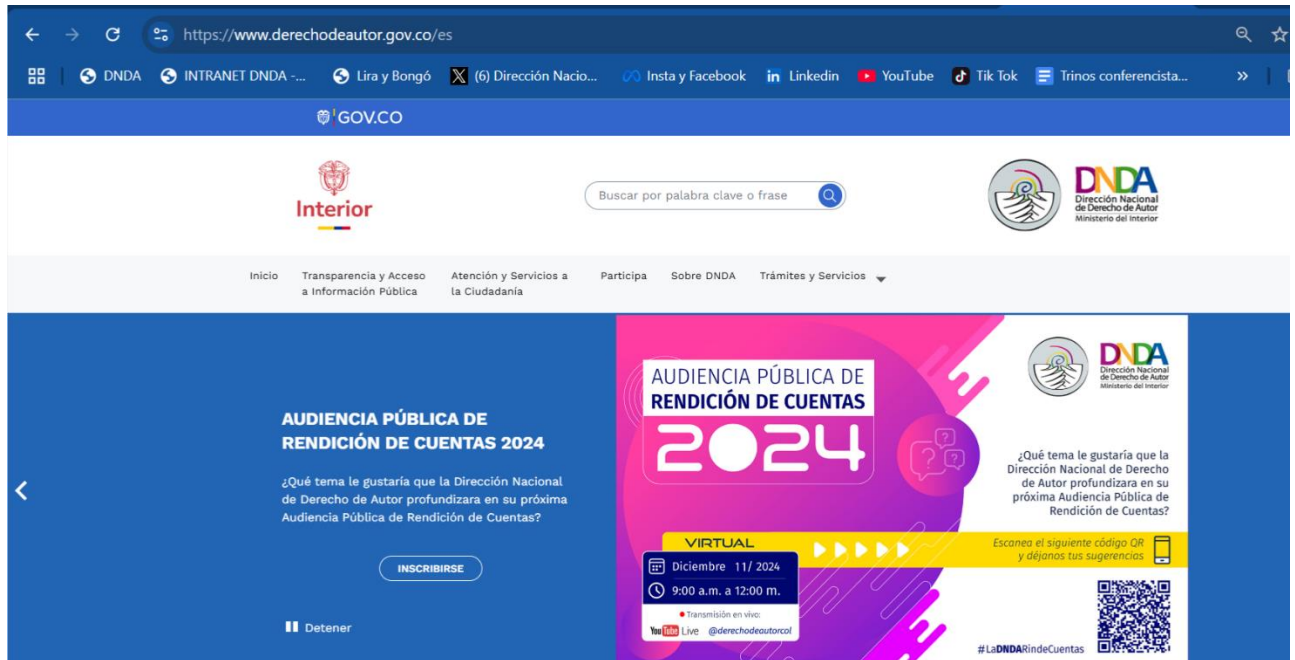 https://www.derechodeautor.gov.co/es
DNDA
INTRANET DNDA -...
Lira y Bongó
(6) Dirección Nacio...
Insta y Facebook
in Linkedin
YouTube
Tik Tok
Trinos conferencista...
»
GOV.CO
Interior
Buscar por palabra clave o frase
DNDA
Dirección Nacional
de Derecho de Autor
Ministerio del Interior
Inicio
Transparencia y Acceso
a Información Pública
Atención y Servicios a
la Ciudadanía
Participa
Sobre DNDA
Trámites y Servicios
AUDIENCIA PÚBLICA DE
RENDICIÓN DE CUENTAS 2024
¿Qué tema le gustaría que la Dirección Nacional
de Derecho de Autor profundizara en su próxima
Audiencia Pública de Rendición de Cuentas?
INSCRIBIRSE
Detener
AUDIENCIA PÚBLICA DE
RENDICIÓN DE CUENTAS
2024
DNDA
Dirección Nacional
de Derecho de Autor
Ministerio del Interior
¿Qué tema le gustaría que la
Dirección Nacional de Derecho
de Autor profundizara en su
próxima Audiencia Pública de
Rendición de Cuentas?
VIRTUAL
Diciembre 11/ 2024
9:00 a.m. a 12:00 m.
Transmisión en vivo:
YouTube Live @derechodeautorcol
Escanea el siguiente código QR
y déjanos tus sugerencias
#LaDNDARindeCuentas